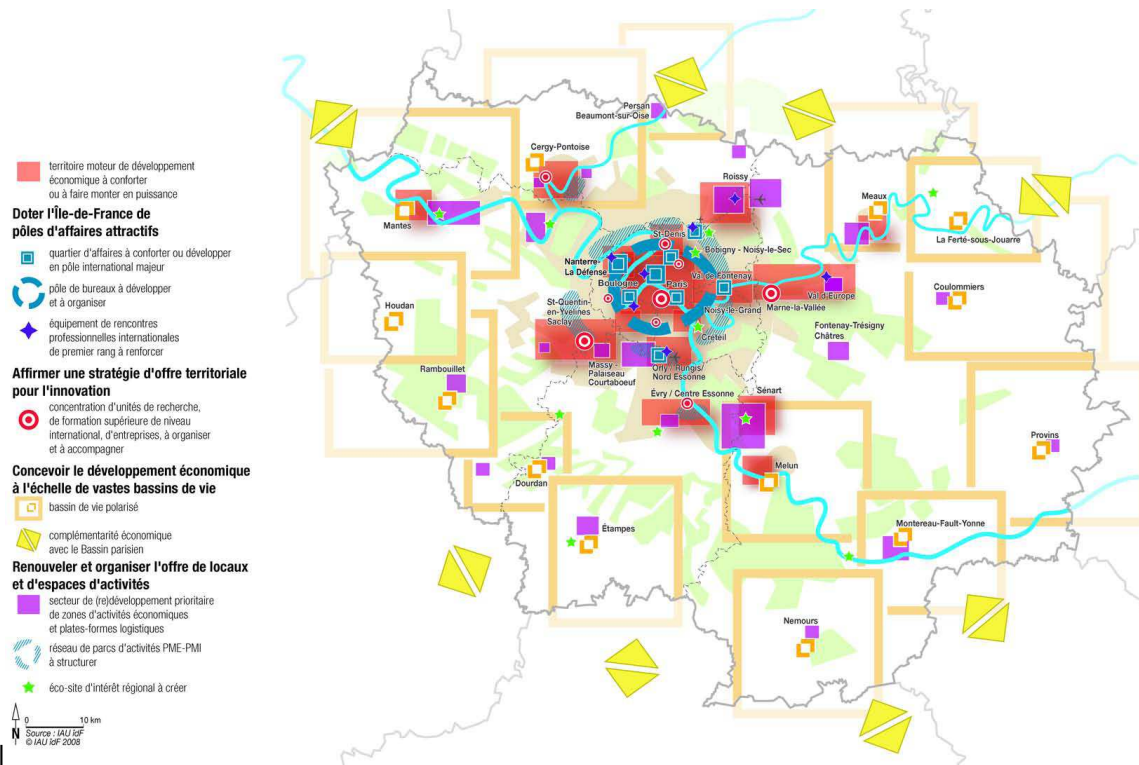 territoire moteur de développement
économique à conforter
ou à faire monter en puissance
Doter l'Île-de-France de
pôles d'affaires attractifs
quartier d'affaires à conforter ou développer
en pôle international majeur
pôle de bureaux à développer
et à organiser
équipement de rencontres
professionnelles internationales
de premier rang à renforcer
Affirmer une stratégie d'offre territoriale
pour l'innovation
concentration d'unités de recherche,
de formation supérieure de niveau
international, d'entreprises, à organiser
et à accompagner
Concevoir le développement économique
à l'échelle de vastes bassins de vie
bassin de vie polarisé
complémentarité économique
avec le Bassin parisien
Renouveler et organiser l'offre de locaux
et d'espaces d'activités
secteur de (re)développement prioritaire
de zones d'activités économiques
et plates-formes logistiques
réseau de parcs d'activités PME-PMI
à structurer
éco-site d'intérêt régional à créer
N
0 10 km
Source : IAU îdF
© IAU îdF 2008
Persan
Beaumont-sur-Oise
Cergy-Pontoise
Roissy
Meaux
Mantes
La Ferté-sous-Jouarre
St-Denis
Bobigny - Noisy-le-Sec
Nanterre-
La Défense
Val de Fontenay
Boulogne
Paris
Val d'Europe
Marne-la-Vallée
Coulommiers
Houdan
St-Quentin-
en-Yvelines
Saclay
Noisy-le-Grand
Créteil
Fontenay-Trésigny
Châtres
Massy -
Palaiseau
Courtaboeuf
Orly / Rungis/
Nord Essonne
Rambouillet
Évry / Centre Essonne
Sénart
Provins
Melun
Dourdan
Étampes
Montereau-Fault-Yonne
Nemours